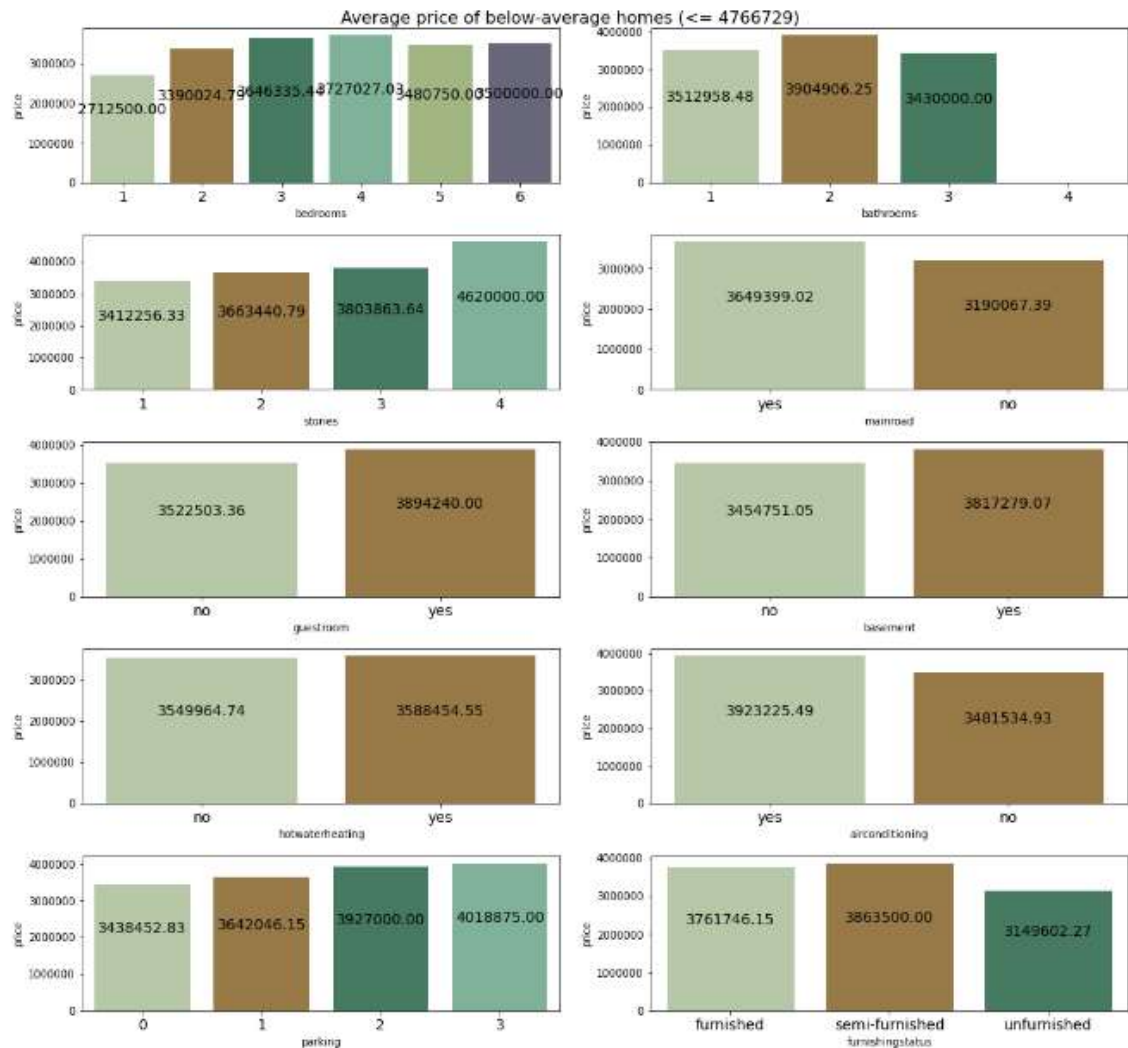 Average price of below-average homes (<= 4766729)
price
3000000
2000000
1000000
0
2712500.00
3390024.79
3646335.44
3727027.03
3480750.00
3500000.00
1 2 3 4 5 6
bedrooms
price
4000000
3000000
2000000
1000000
0
3512958.48
3904906.25
3430000.00
1 2 3 4
bathrooms
price
4000000
3000000
2000000
1000000
0
3412256.33
3663440.79
3803863.64
4620000.00
1 2 3 4
stories
price
3000000
2000000
1000000
0
3649399.02
3190067.39
yes no
mainroad
price
4000000
3000000
2000000
1000000
0
3522503.36
3894240.00
no yes
guestroom
price
4000000
3000000
2000000
1000000
0
3454751.05
3817279.07
no yes
basement
price
3000000
2000000
1000000
0
3549964.74
3588454.55
no yes
hotwaterheating
price
4000000
3000000
2000000
1000000
0
3923225.49
3481534.93
yes no
airconditioning
price
4000000
3000000
2000000
1000000
0
3438452.83
3642046.15
3927000.00
4018875.00
0 1 2 3
parking
price
4000000
3000000
2000000
1000000
0
3761746.15
3863500.00
3149602.27
furnished semi-furnished unfurnished
furnishingstatus